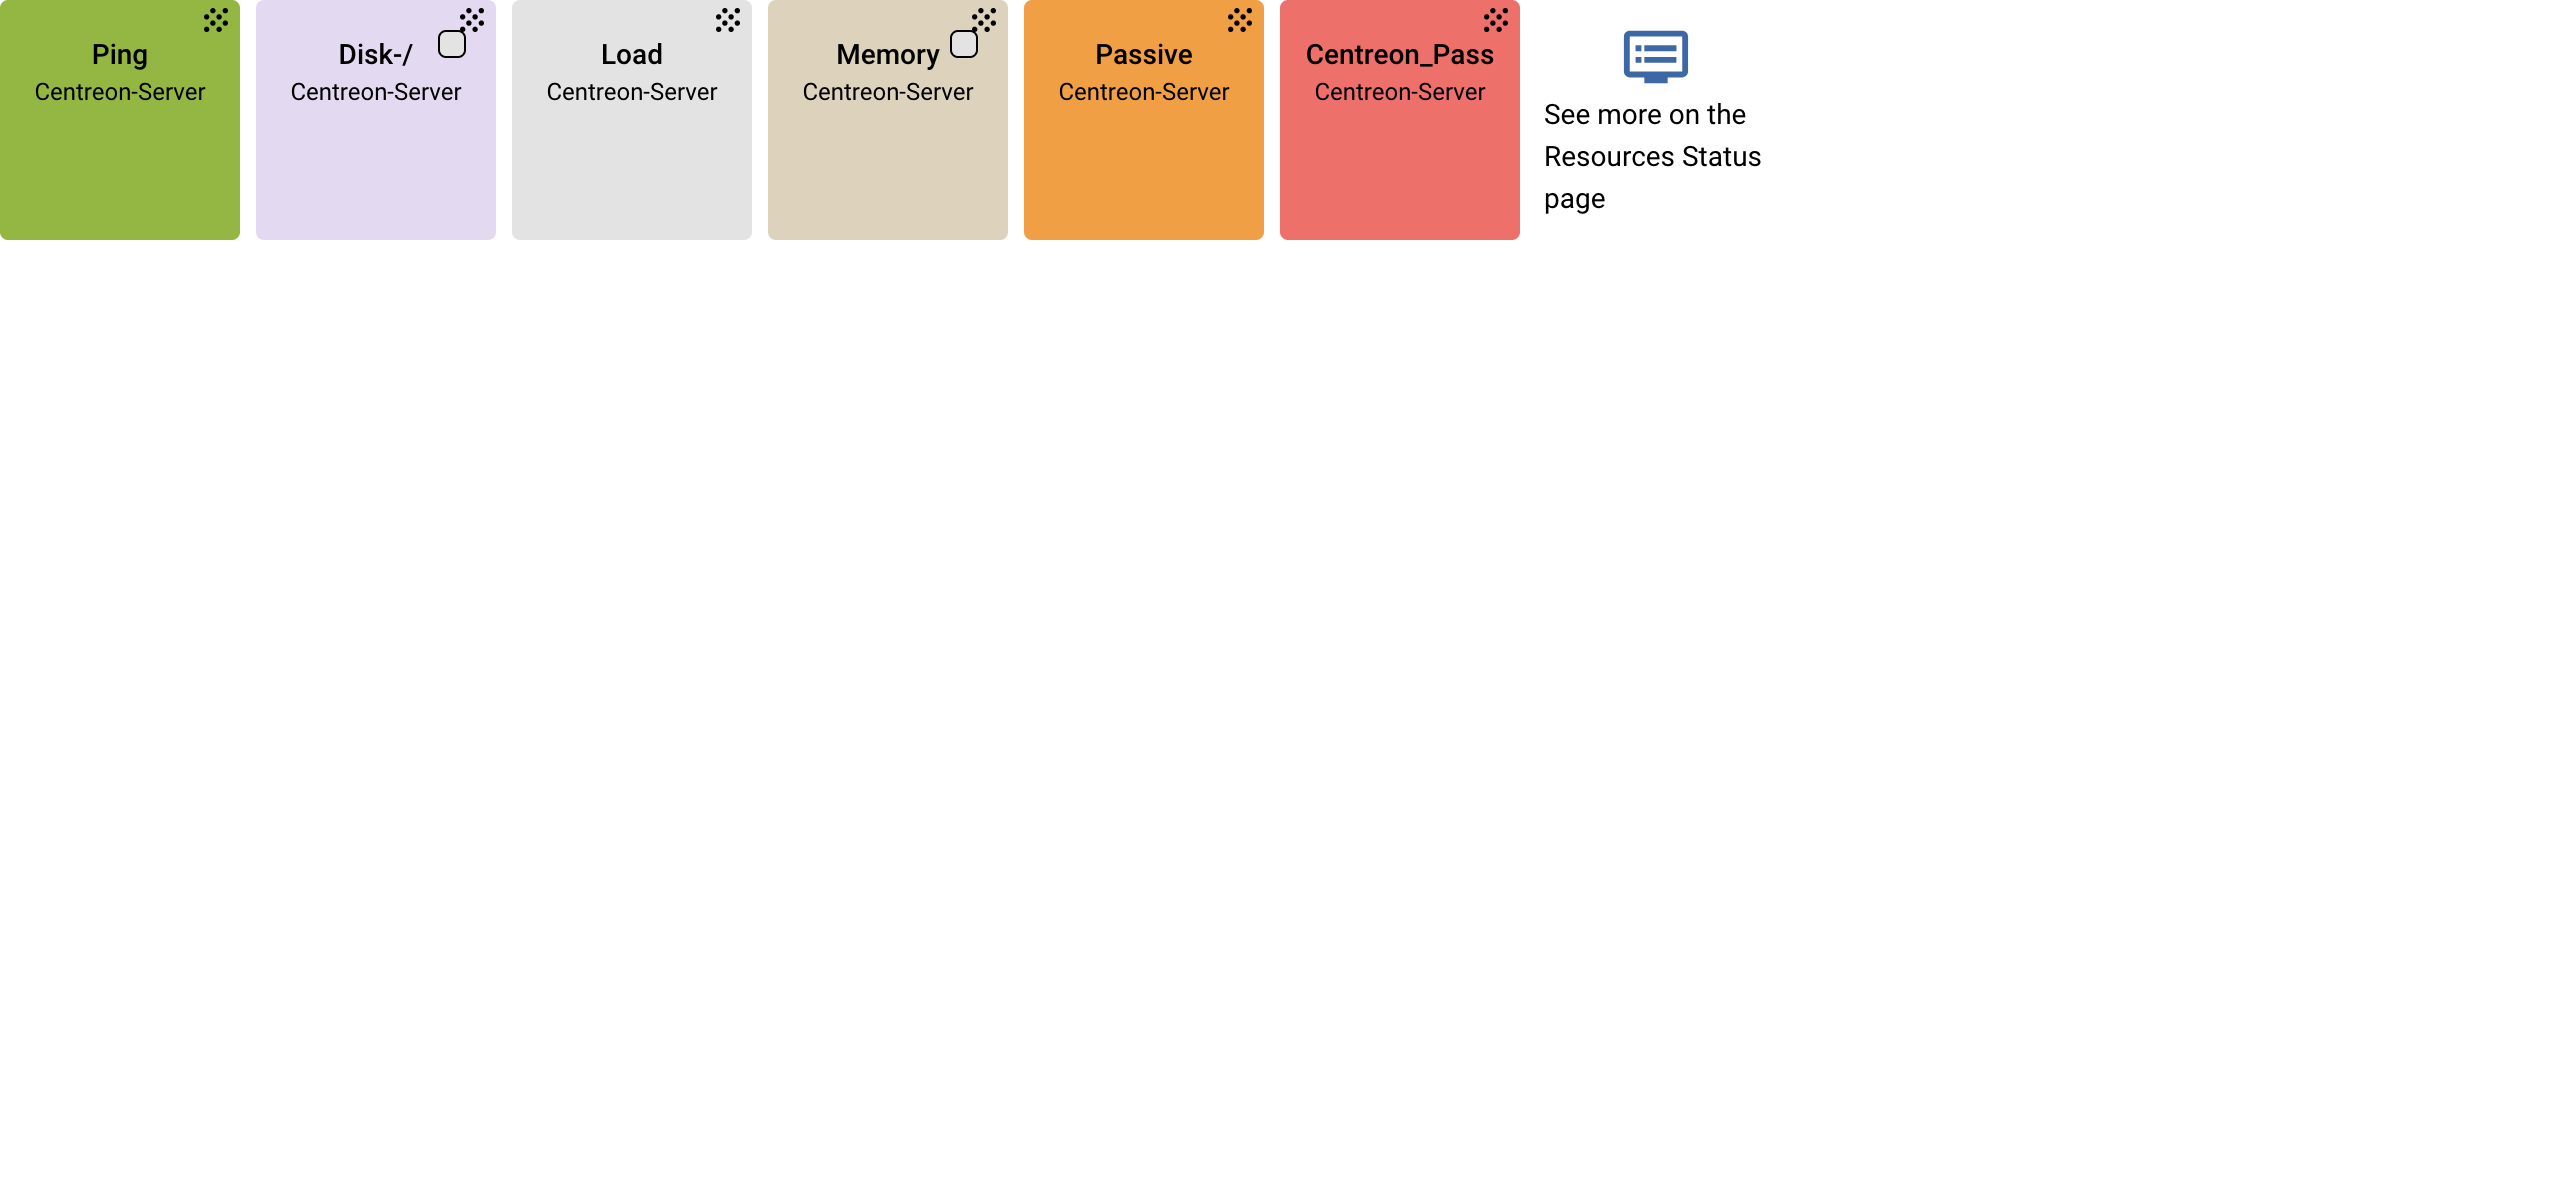 Ping
Centreon-Server
Disk-/
Centreon-Server
Load
Centreon-Server
Memory
Centreon-Server
Passive
Centreon-Server
Centreon_Pass
Centreon-Server
See more on the
Resources Status
page